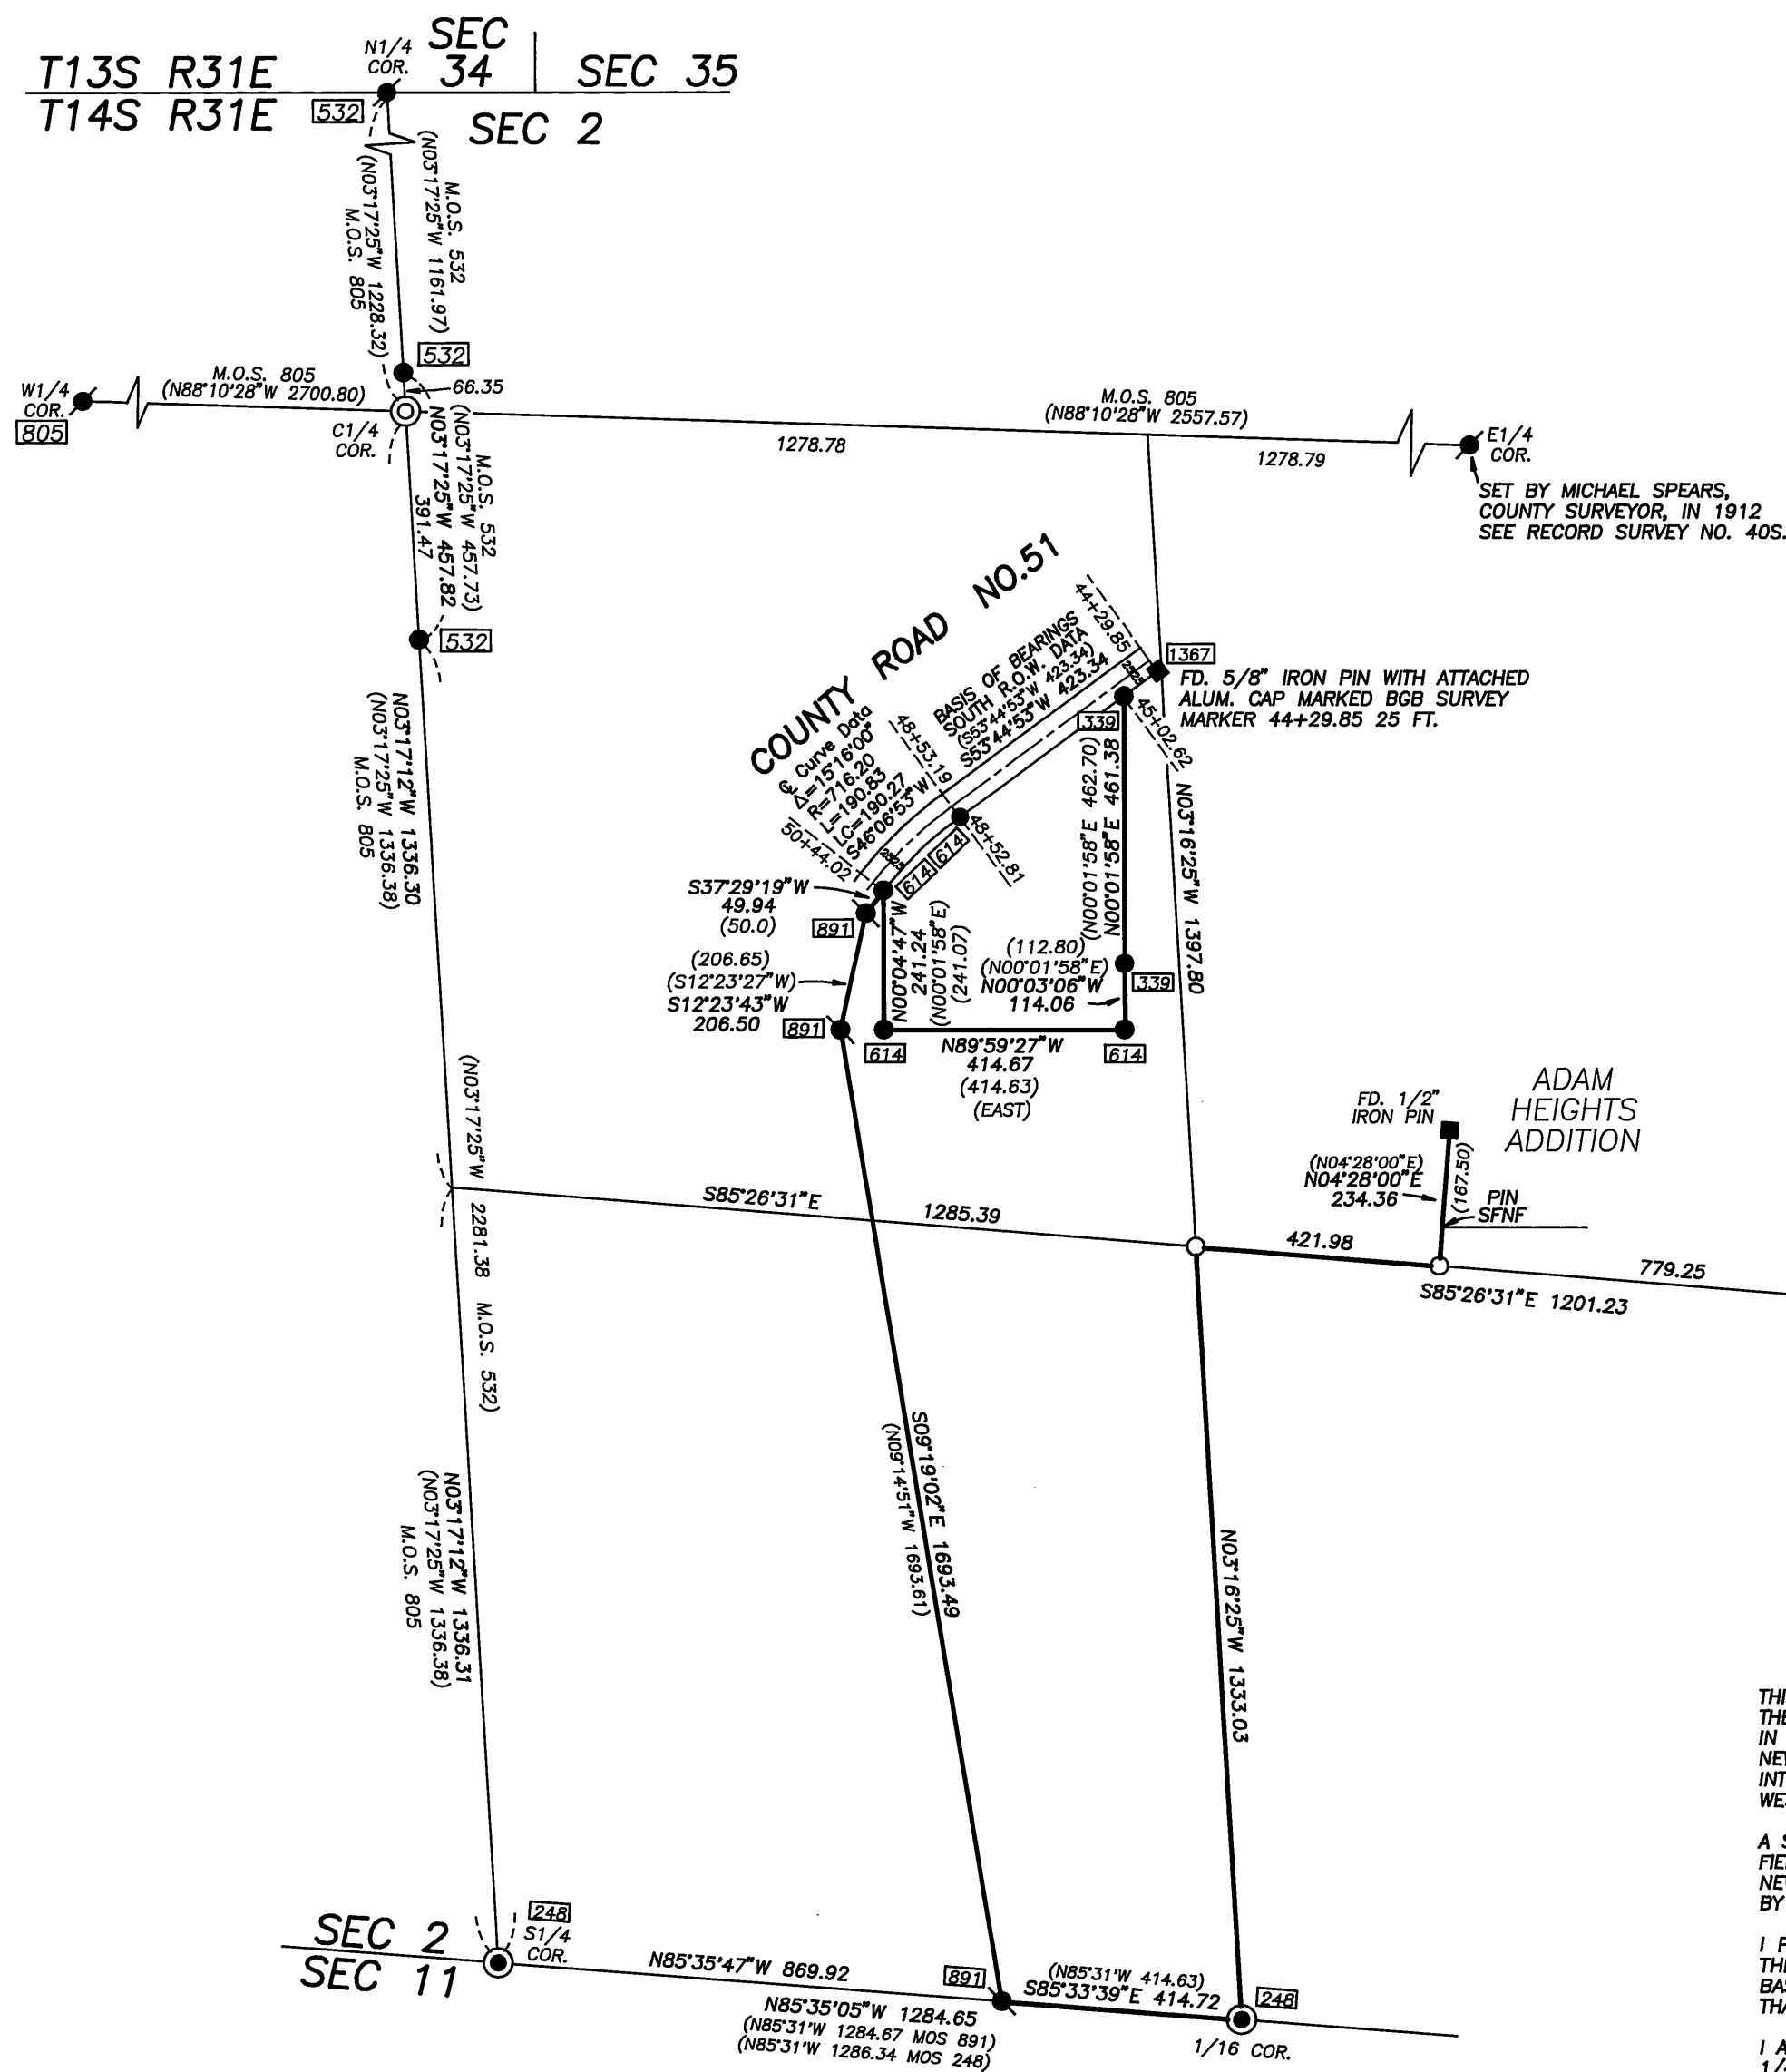 T13S R31E
N1/4
COR.
SEC
34
SEC 35
T14S R31E
532
SEC 2
M.O.S. 532
(N03°17'25"W 1161.97)
(N03°17'25"W 1228.32)
M.O.S. 805
532
66.35
W1/4
COR.
805
M.O.S. 805
(N88°10'28"W 2700.80)
C1/4
COR.
M.O.S. 805
(N88°10'28"W 2557.57)
1278.78
1278.79
E1/4
COR.
SET BY MICHAEL SPEARS,
COUNTY SURVEYOR, IN 1912
SEE RECORD SURVEY NO. 40S.
M.O.S. 532
(N03°17'25"W 457.73)
N03°17'25"W 457.82
391.47
532
COUNTY ROAD NO.51
44+29.85
BASIS OF BEARINGS
SOUTH R.O.W. DATA
(S53°44'53"W 423.34)
S53°44'53"W 423.34
25
25
1367
FD. 5/8" IRON PIN WITH ATTACHED
ALUM. CAP MARKED BGB SURVEY
MARKER 44+29.85 25 FT.
339
45+02.62
48+53.19
℄ Curve Data
Δ=15°16'00"
R=716.20
L=190.83
LC=190.27
S46°06'53"W
50+44.02
25
25
48+52.81
614
614
N03°17'12"W 1336.30
(N03°17'25"W 1336.38)
M.O.S. 805
S37°29'19"W
49.94
(50.0)
891
(206.65)
(S12°23'27"W)
S12°23'43"W
206.50
891
N00°04'47"W
241.24
(N00°01'58"E)
(241.07)
(N00°01'58"E 462.70)
N00°01'58"E 461.38
N03°16'25"W 1397.80
(112.80)
(N00°01'58"E)
N00°03'06"W
114.06
339
614
N89°59'27"W
414.67
(414.63)
(EAST)
614
(N03°17'25"W 2281.38 M.O.S. 532)
S85°26'31"E
1285.39
FD. 1/2"
IRON PIN
ADAM
HEIGHTS
ADDITION
(N04°28'00"E)
N04°28'00"E
234.36
(167.50)
PIN
SFNF
421.98
779.25
S85°26'31"E 1201.23
S09°19'02"E 1693.49
(N09°14'51"W 1693.61)
N03°17'12"W 1336.31
(N03°17'25"W 1336.38)
M.O.S. 805
N03°16'25"W 1333.03
THI
THE
IN
NEW
INT
WES
A S
FIEL
NEW
BY
I F
THE
BAS
THA
I A
SEC 2
SEC 11
248
S1/4
COR.
N85°35'47"W 869.92
891
(N85°31'W 414.63)
S85°33'39"E 414.72
248
N85°35'05"W 1284.65
(N85°31'W 1284.67 MOS 891)
(N85°31'W 1286.34 MOS 248)
1/16 COR.